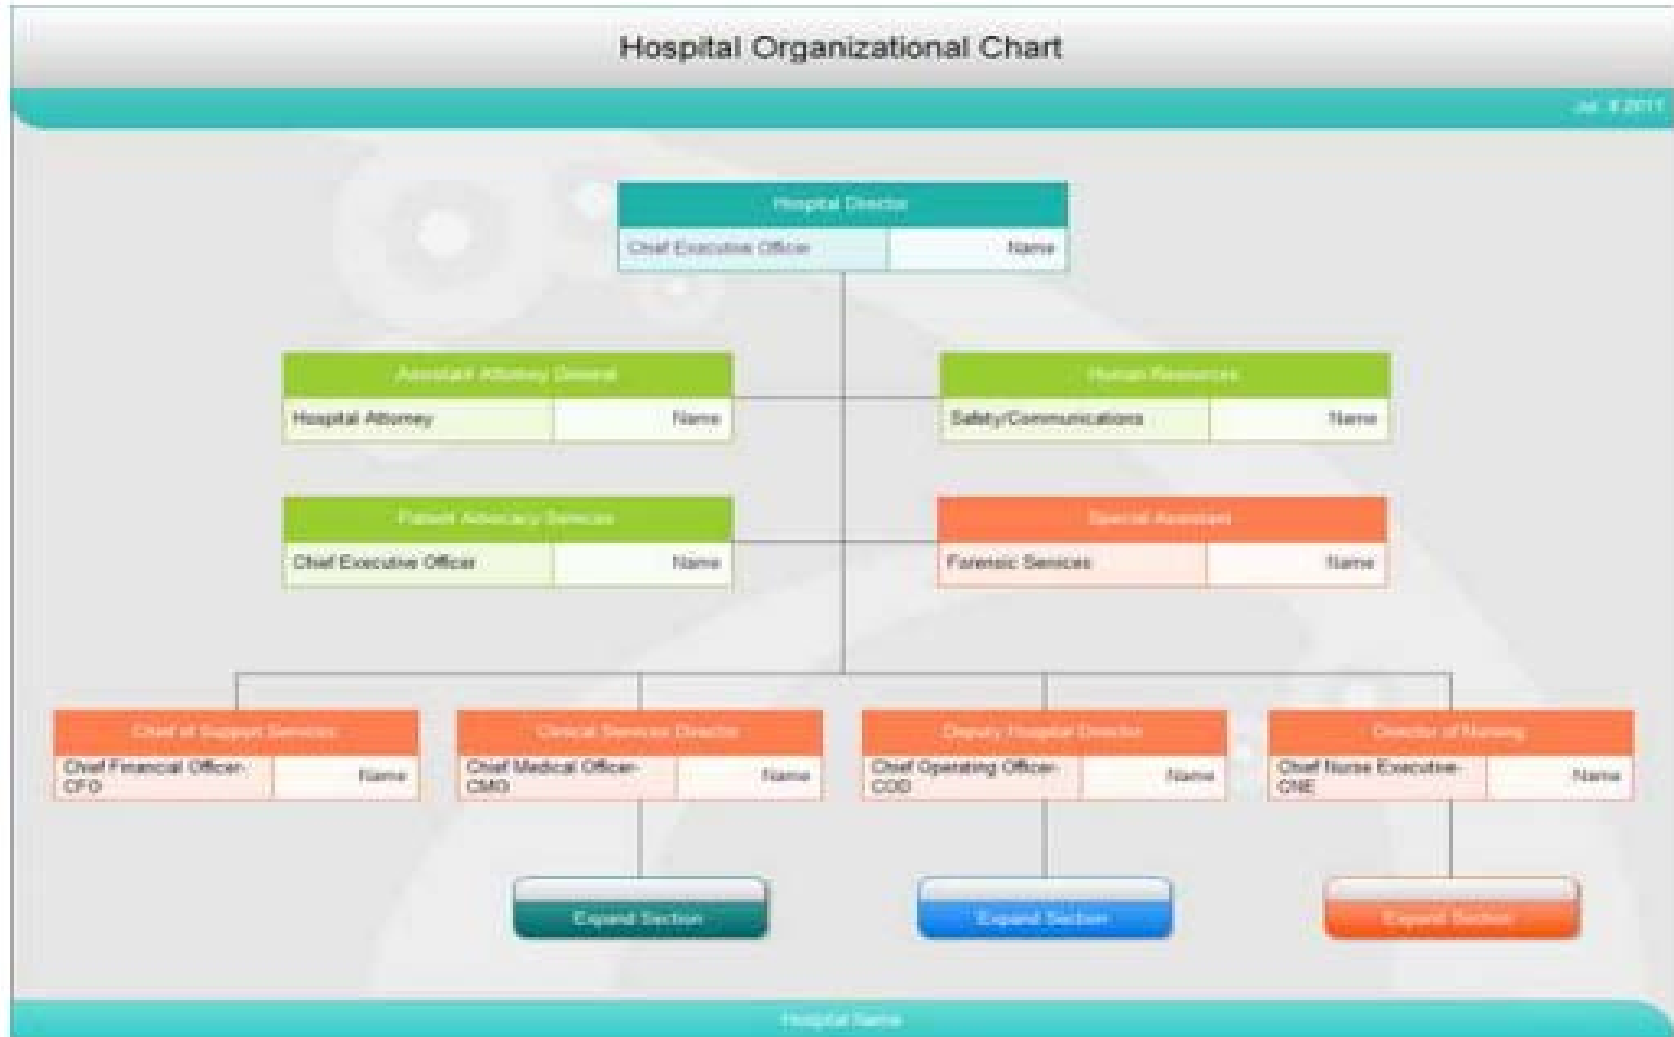 Hospital Organizational Chart
2011
Hospital Director
Chief Executive Officer Name
Assistant Attorney General
Hospital Attorney Name
Human Resources
Safety/Communications Name
Patient Advocacy Services
Chief Executive Officer Name
Special Assistant
Forensic Services Name
Chief of Support Services
Chief Financial Officer- Name
CFO
Clinical Services Director
Chief Medical Officer- Name
CMO
Deputy Hospital Director
Chief Operating Officer- Name
COO
Director of Nursing
Chief Nurse Executive- Name
CNE
Expand Section
Expand Section
Expand Section
Hospital Name